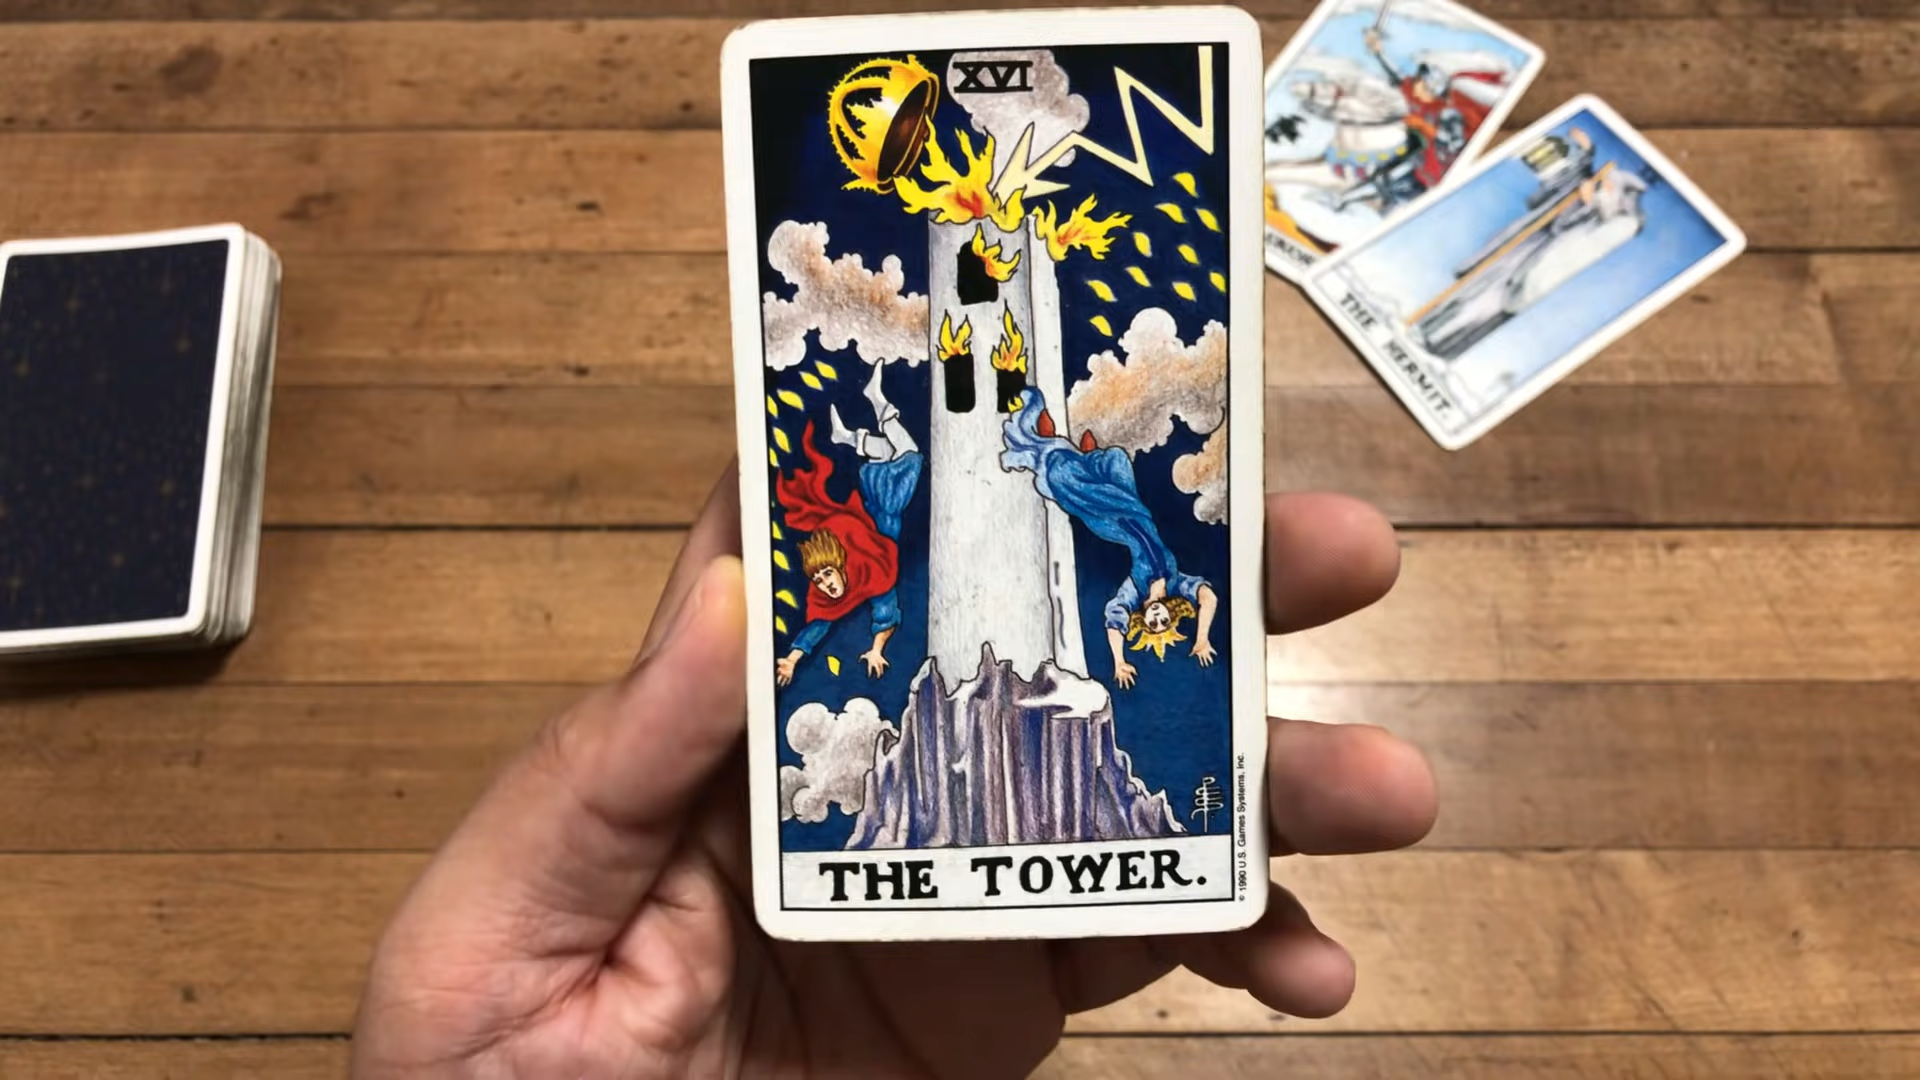 XVI
THE TOWER.
© 1990 U.S. Games Systems, Inc.
THE HERMIT.